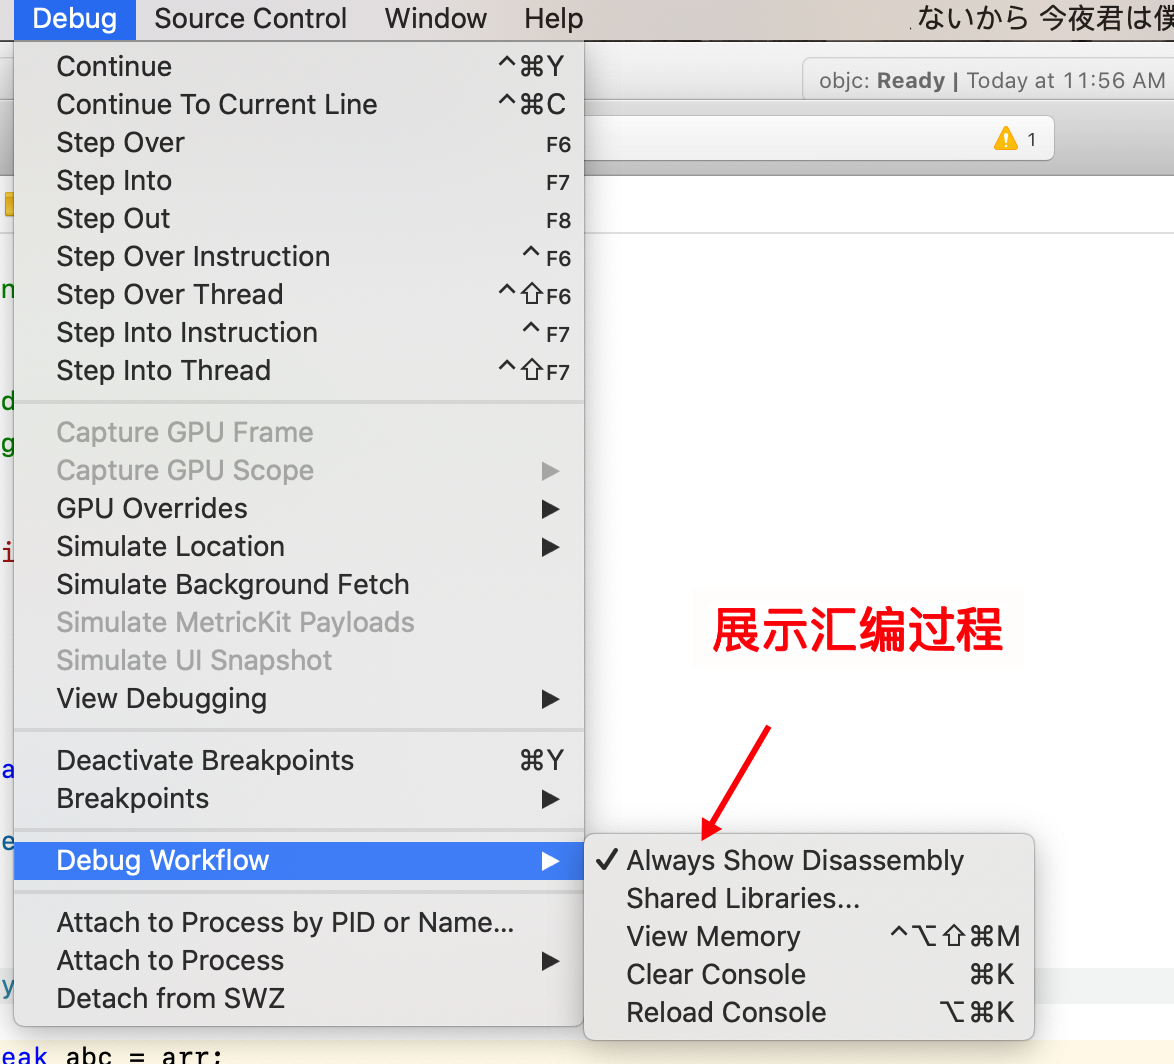 Debug Source Control Window Help ないから 今夜君は僕
objc: Ready | Today at 11:56 AM
1
Continue ^⌘Y
Continue To Current Line ^⌘C
Step Over F6
Step Into F7
Step Out F8
Step Over Instruction ^F6
Step Over Thread ^⇧F6
Step Into Instruction ^F7
Step Into Thread ^⇧F7
Capture GPU Frame
Capture GPU Scope
GPU Overrides
Simulate Location
Simulate Background Fetch
Simulate MetricKit Payloads
Simulate UI Snapshot
View Debugging
展示汇编过程
Deactivate Breakpoints ⌘Y
Breakpoints
Debug Workflow
Always Show Disassembly
Shared Libraries...
View Memory ^⌥⇧⌘M
Clear Console ⌘K
Reload Console ⌥⌘K
Attach to Process by PID or Name...
Attach to Process
Detach from SWZ
eak abc = arr;